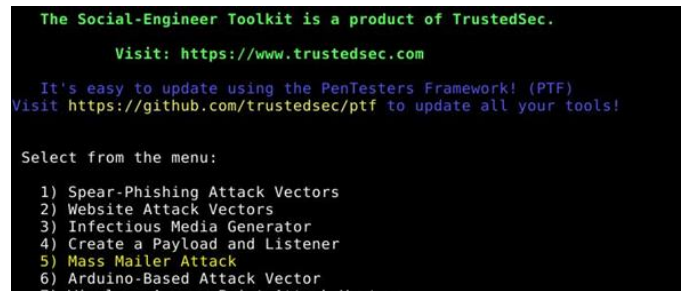 The Social-Engineer Toolkit is a product of TrustedSec.
Visit: https://www.trustedsec.com
It's easy to update using the PenTesters Framework! (PTF)
Visit https://github.com/trustedsec/ptf to update all your tools!
Select from the menu:
1) Spear-Phishing Attack Vectors
2) Website Attack Vectors
3) Infectious Media Generator
4) Create a Payload and Listener
5) Mass Mailer Attack
6) Arduino-Based Attack Vector